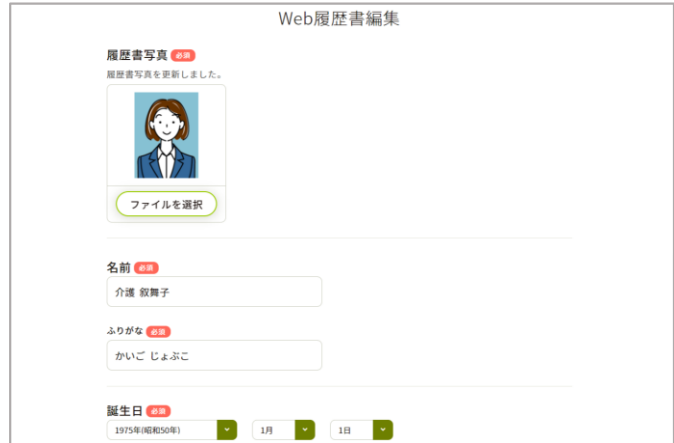 Web履歴書編集
履歴書写真 必須
履歴書写真を更新しました。
ファイルを選択
名前 必須
介護 叙舞子
ふりがな 必須
かいご じょぶこ
誕生日 必須
1975年(昭和50年) 1月 1日